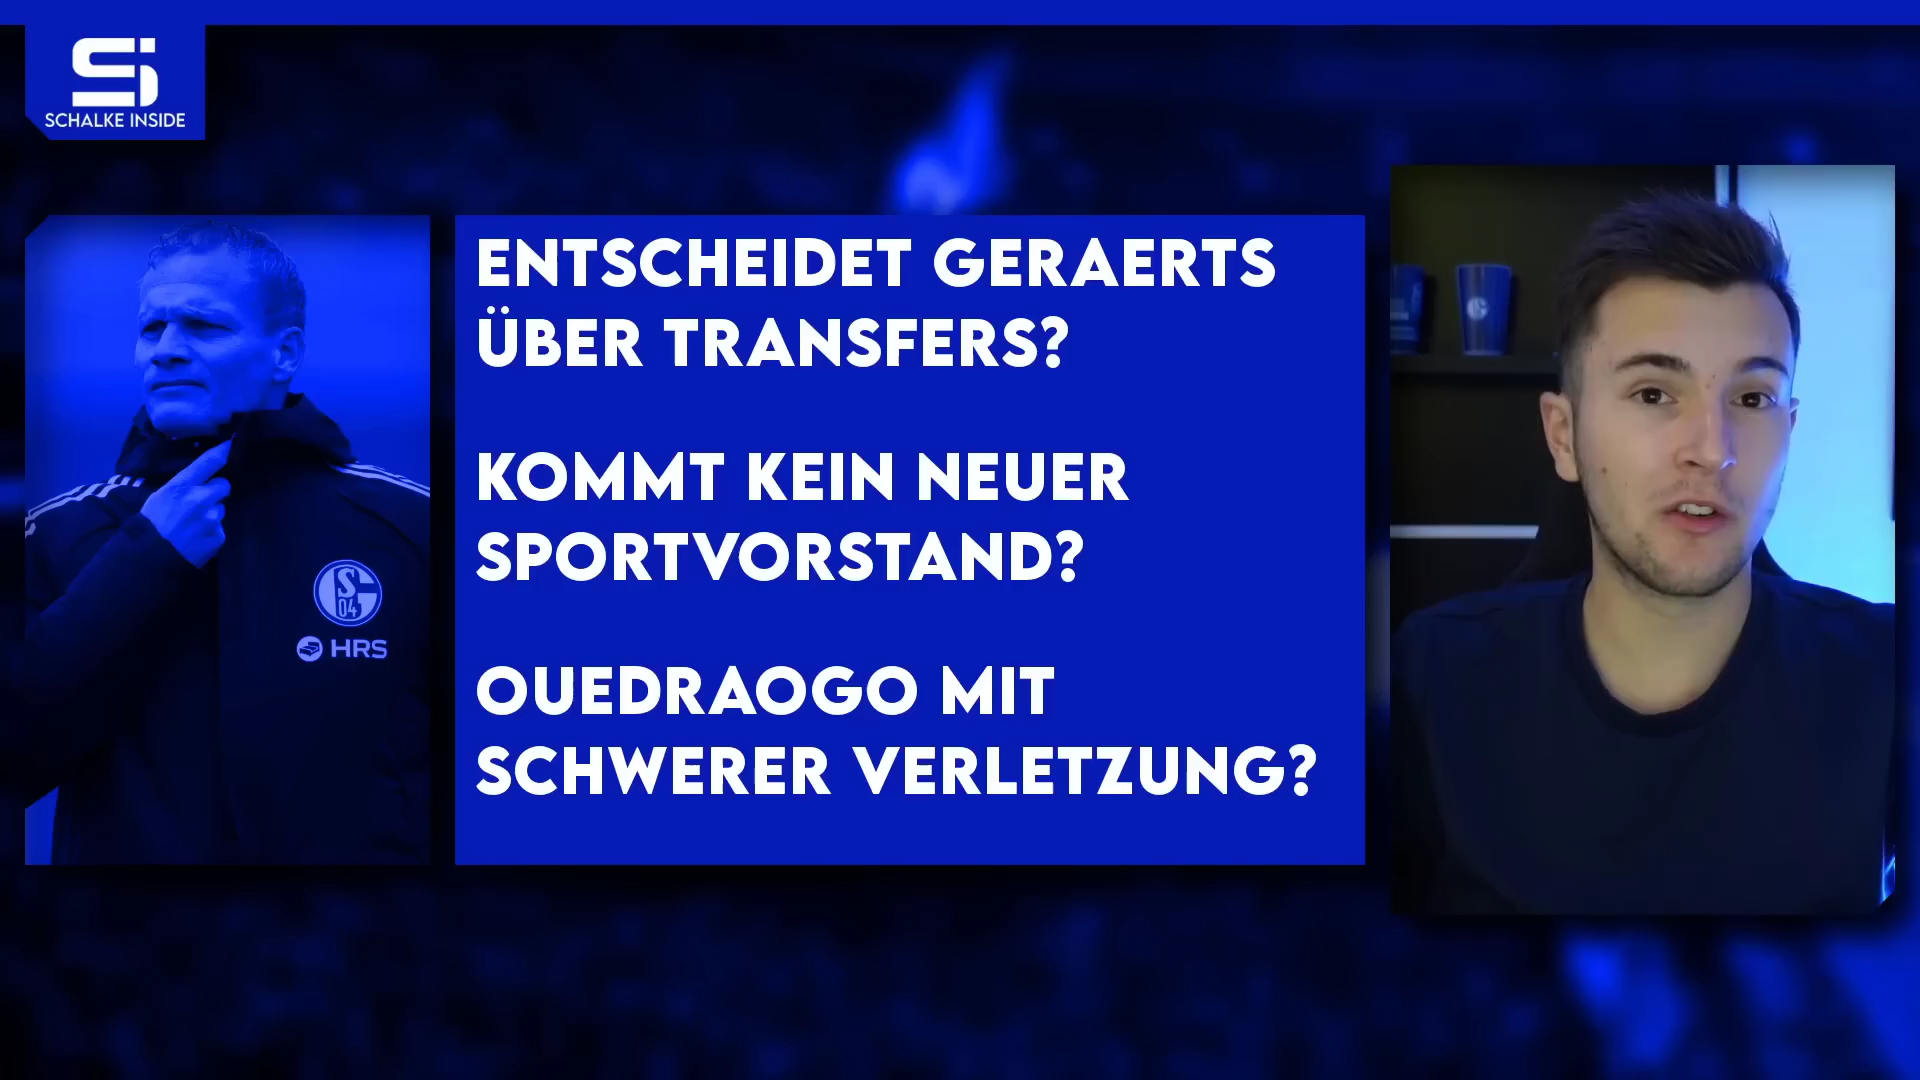 SCHALKE INSIDE
ENTSCHEIDET GERAERTS
ÜBER TRANSFERS?
KOMMT KEIN NEUER
SPORTVORSTAND?
OUEDRAOGO MIT
SCHWERER VERLETZUNG?
S
04
HRS